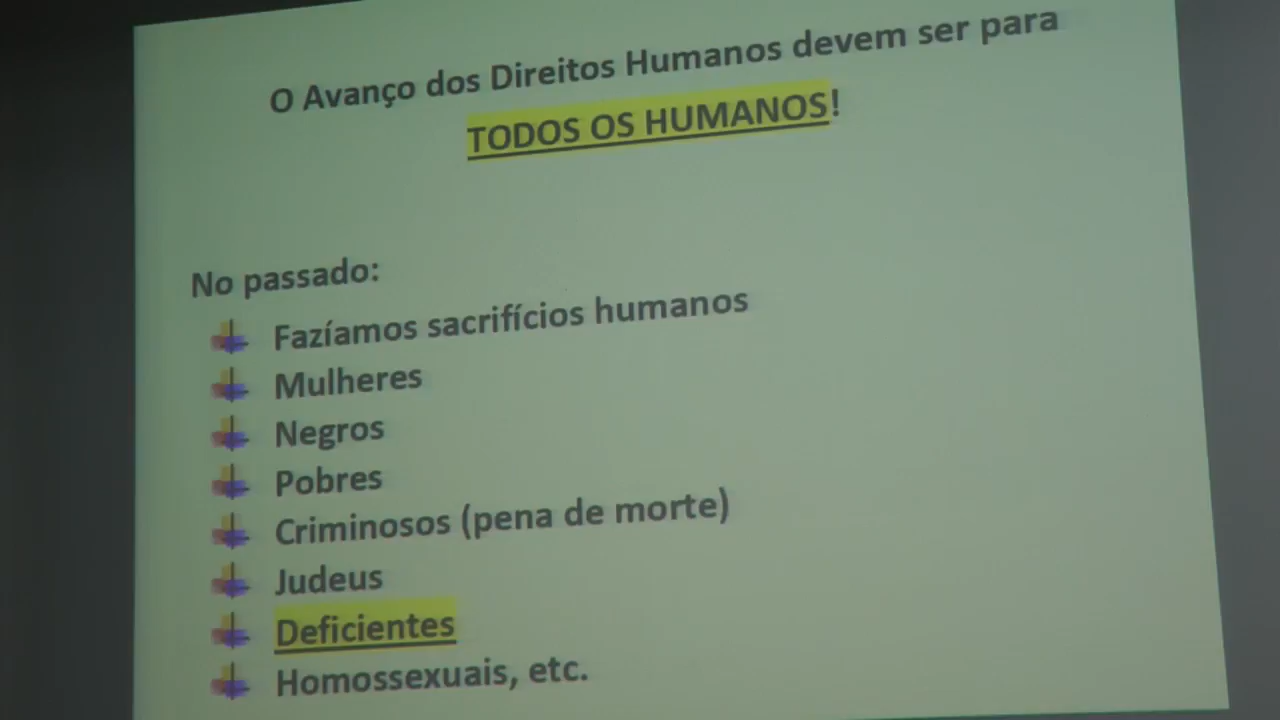 O Avanço dos Direitos Humanos devem ser para
TODOS OS HUMANOS!
No passado:
Fazíamos sacrifícios humanos
Mulheres
Negros
Pobres
Criminosos (pena de morte)
Judeus
Deficientes
Homossexuais, etc.